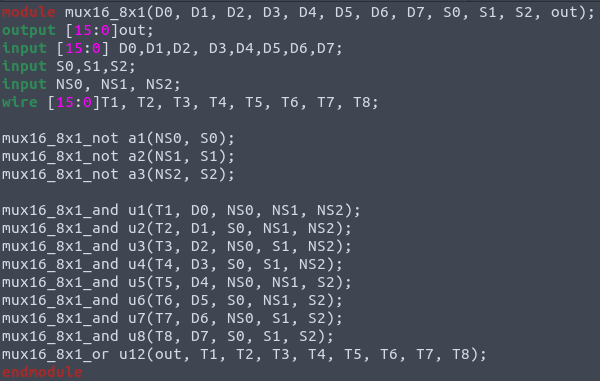 module mux16_8x1(D0, D1, D2, D3, D4, D5, D6, D7, S0, S1, S2, out);
output [15:0]out;
input [15:0] D0,D1,D2, D3,D4,D5,D6,D7;
input S0,S1,S2;
input NS0, NS1, NS2;
wire [15:0]T1, T2, T3, T4, T5, T6, T7, T8;

mux16_8x1_not a1(NS0, S0);
mux16_8x1_not a2(NS1, S1);
mux16_8x1_not a3(NS2, S2);

mux16_8x1_and u1(T1, D0, NS0, NS1, NS2);
mux16_8x1_and u2(T2, D1, S0, NS1, NS2);
mux16_8x1_and u3(T3, D2, NS0, S1, NS2);
mux16_8x1_and u4(T4, D3, S0, S1, NS2);
mux16_8x1_and u5(T5, D4, NS0, NS1, S2);
mux16_8x1_and u6(T6, D5, S0, NS1, S2);
mux16_8x1_and u7(T7, D6, NS0, S1, S2);
mux16_8x1_and u8(T8, D7, S0, S1, S2);
mux16_8x1_or u12(out, T1, T2, T3, T4, T5, T6, T7, T8);
endmodule